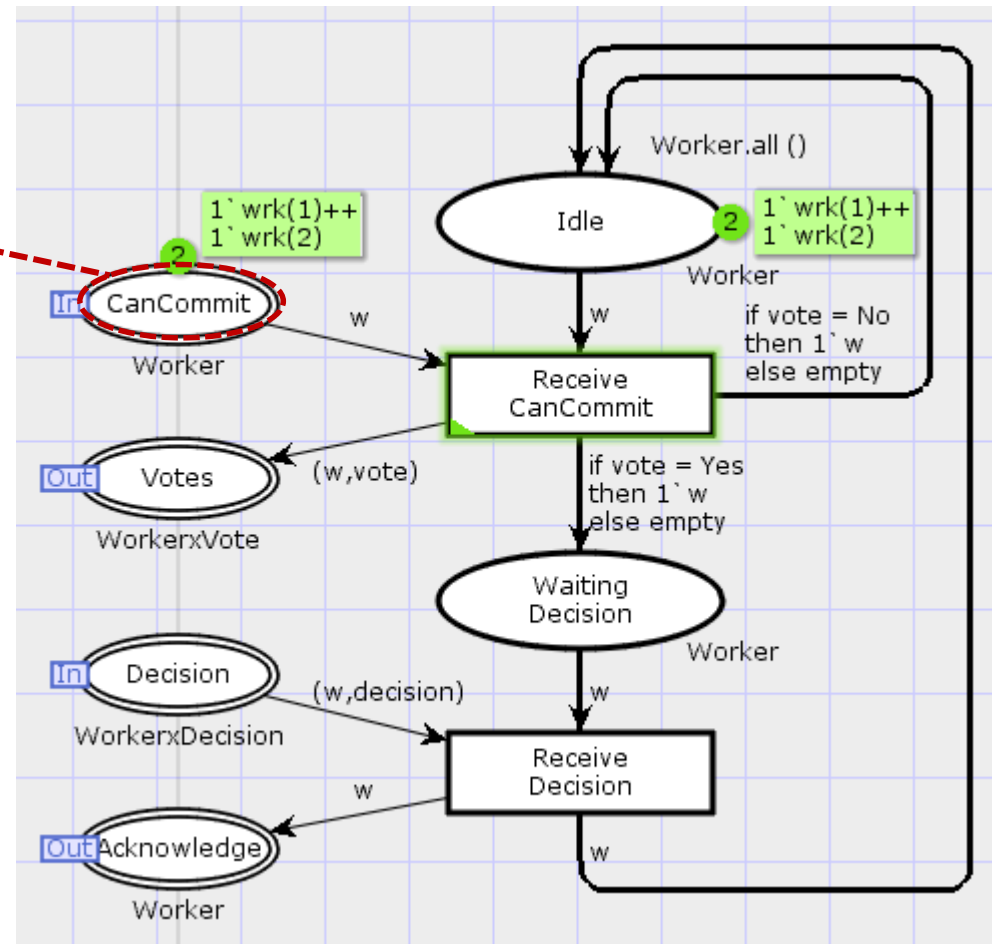 Worker.all ()
1`wrk(1)++
1`wrk(2)
2
Idle
2
1`wrk(1)++
1`wrk(2)
Worker
In
CanCommit
Worker
w
w
if vote = No
then 1`w
else empty
Receive
CanCommit
Out
Votes
WorkerxVote
(w,vote)
if vote = Yes
then 1`w
else empty
Waiting
Decision
Worker
In
Decision
WorkerxDecision
(w,decision)
w
Receive
Decision
w
Out
Acknowledge
Worker
w